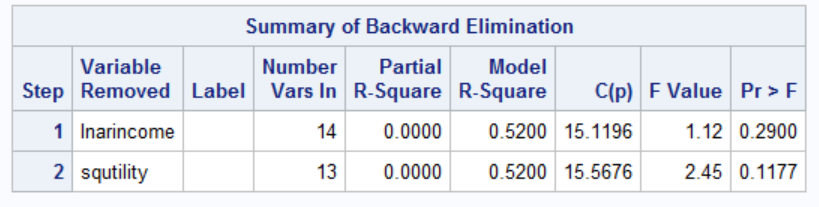 Summary of Backward Elimination
Step Variable Removed Label Number Vars In Partial R-Square Model R-Square C(p) F Value Pr > F
1 lnarincome 14 0.0000 0.5200 15.1196 1.12 0.2900
2 squtility 13 0.0000 0.5200 15.5676 2.45 0.1177